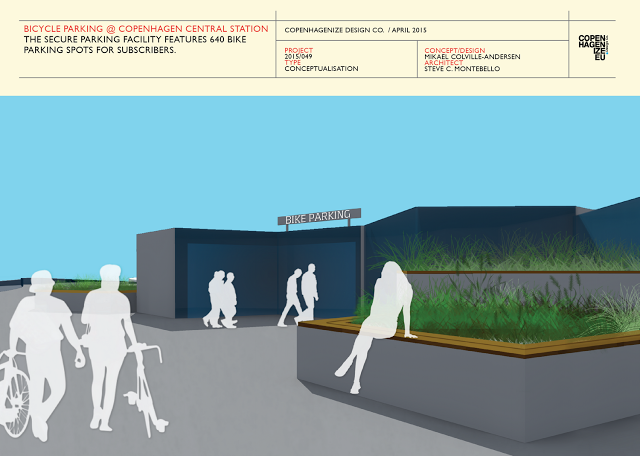 BICYCLE PARKING @ COPENHAGEN CENTRAL STATION
THE SECURE PARKING FACILITY FEATURES 640 BIKE
PARKING SPOTS FOR SUBSCRIBERS.
COPENHAGENIZE DESIGN CO. / APRIL 2015
PROJECT
2015/049
TYPE
CONCEPTUALISATION
CONCEPT/DESIGN
MIKAEL COLVILLE-ANDERSEN
ARCHITECT
STEVE C. MONTEBELLO
COPEN
HAGEN
IZE
EU
BIKE PARKING